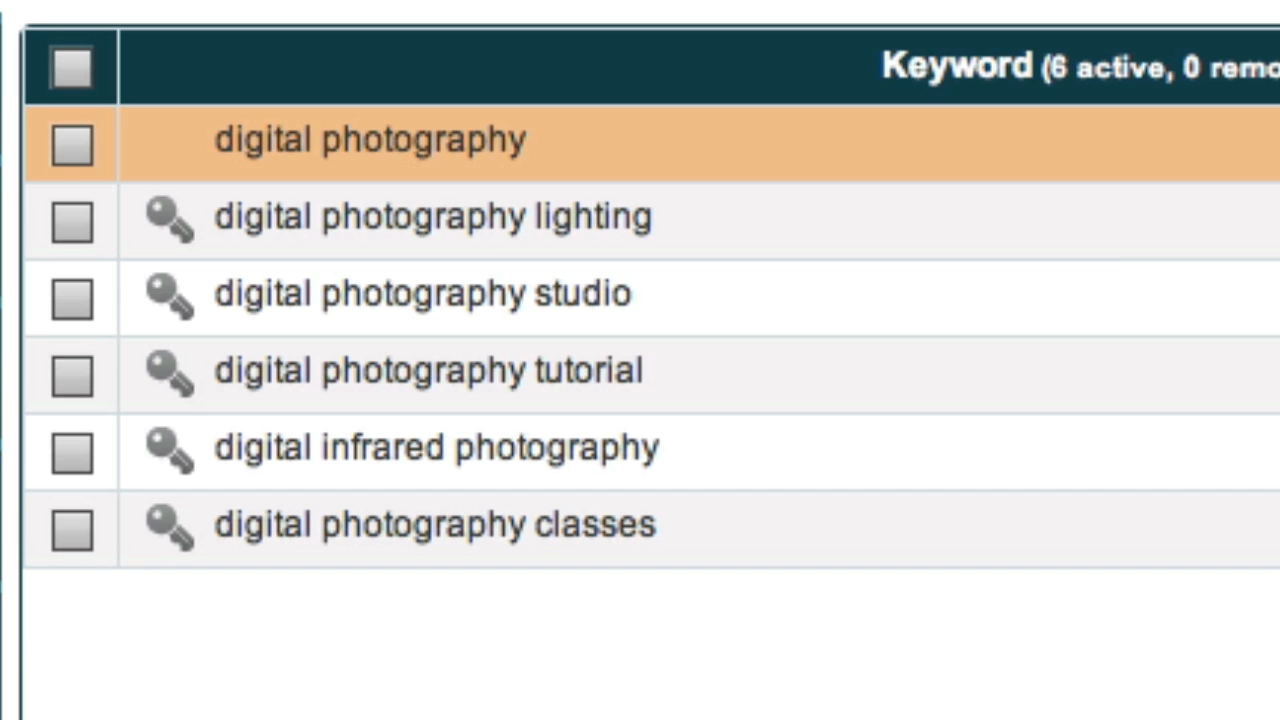 Keyword (6 active, 0
digital photography
digital photography lighting
digital photography studio
digital photography tutorial
digital infrared photography
digital photography classes